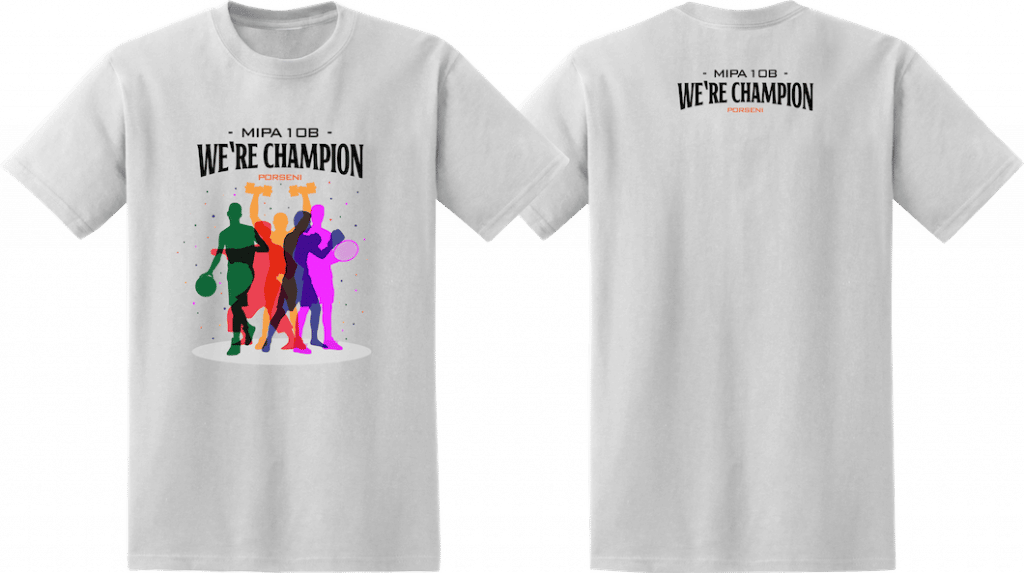 - MIPA 10B -
WE'RE CHAMPION
PORSENI
- MIPA 10B -
WE'RE CHAMPION
PORSENI